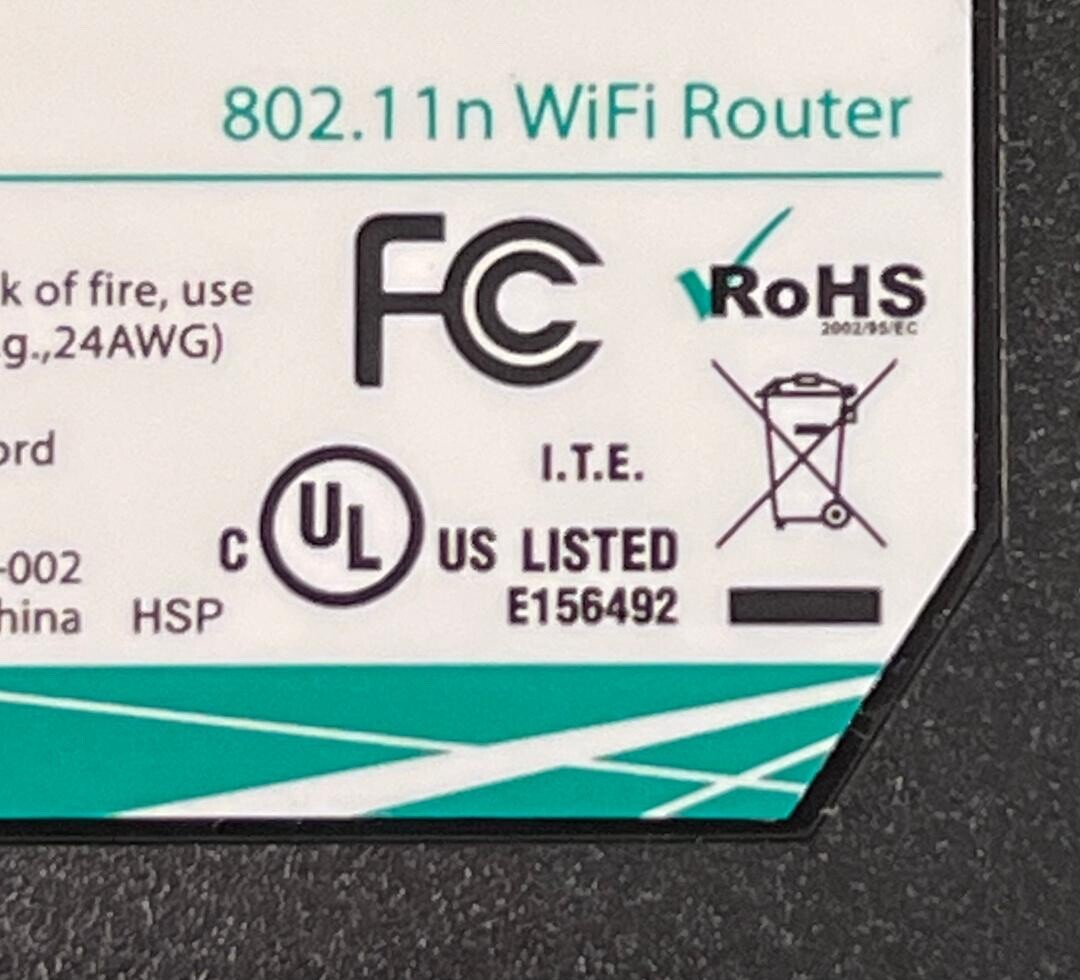 802.11n WiFi Router
FC
RoHS
2002/95/EC
k of fire, use
.g.,24AWG)
ord
I.T.E.
C UL US LISTED
-002
E156492
hina HSP